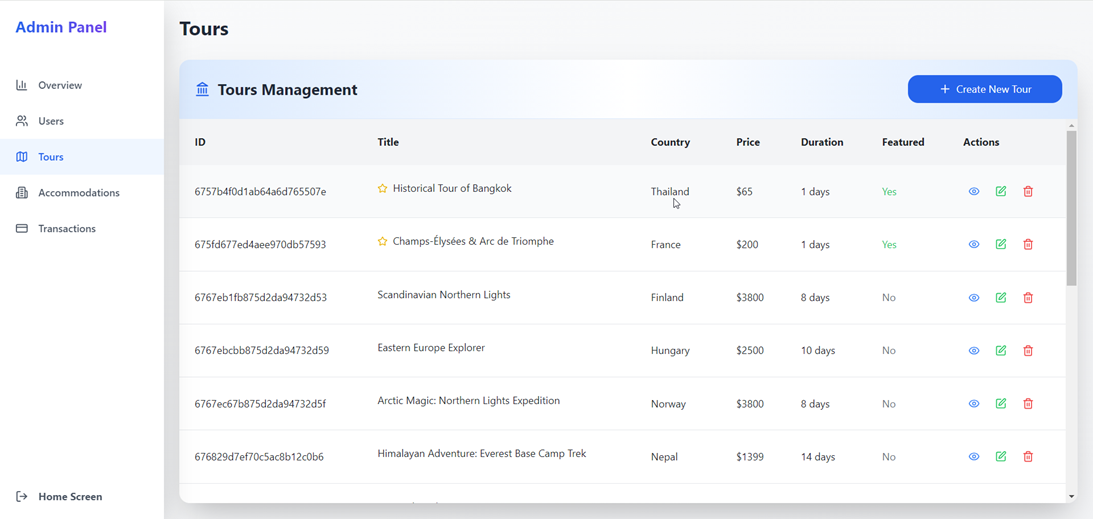 Admin Panel
Overview
Users
Tours
Accommodations
Transactions
Home Screen
Tours
Tours Management
+ Create New Tour
ID Title Country Price Duration Featured Actions
6757b4f0d1ab64a6d765507e Historical Tour of Bangkok Thailand $65 1 days Yes
675fd677ed4aee970db57593 Champs-Élysées & Arc de Triomphe France $200 1 days Yes
6767eb1fb875d2da94732d53 Scandinavian Northern Lights Finland $3800 8 days No
6767ebcbb875d2da94732d59 Eastern Europe Explorer Hungary $2500 10 days No
6767ec67b875d2da94732d5f Arctic Magic: Northern Lights Expedition Norway $3800 8 days No
676829d7ef70c5ac8b12c0b6 Himalayan Adventure: Everest Base Camp Trek Nepal $1399 14 days No